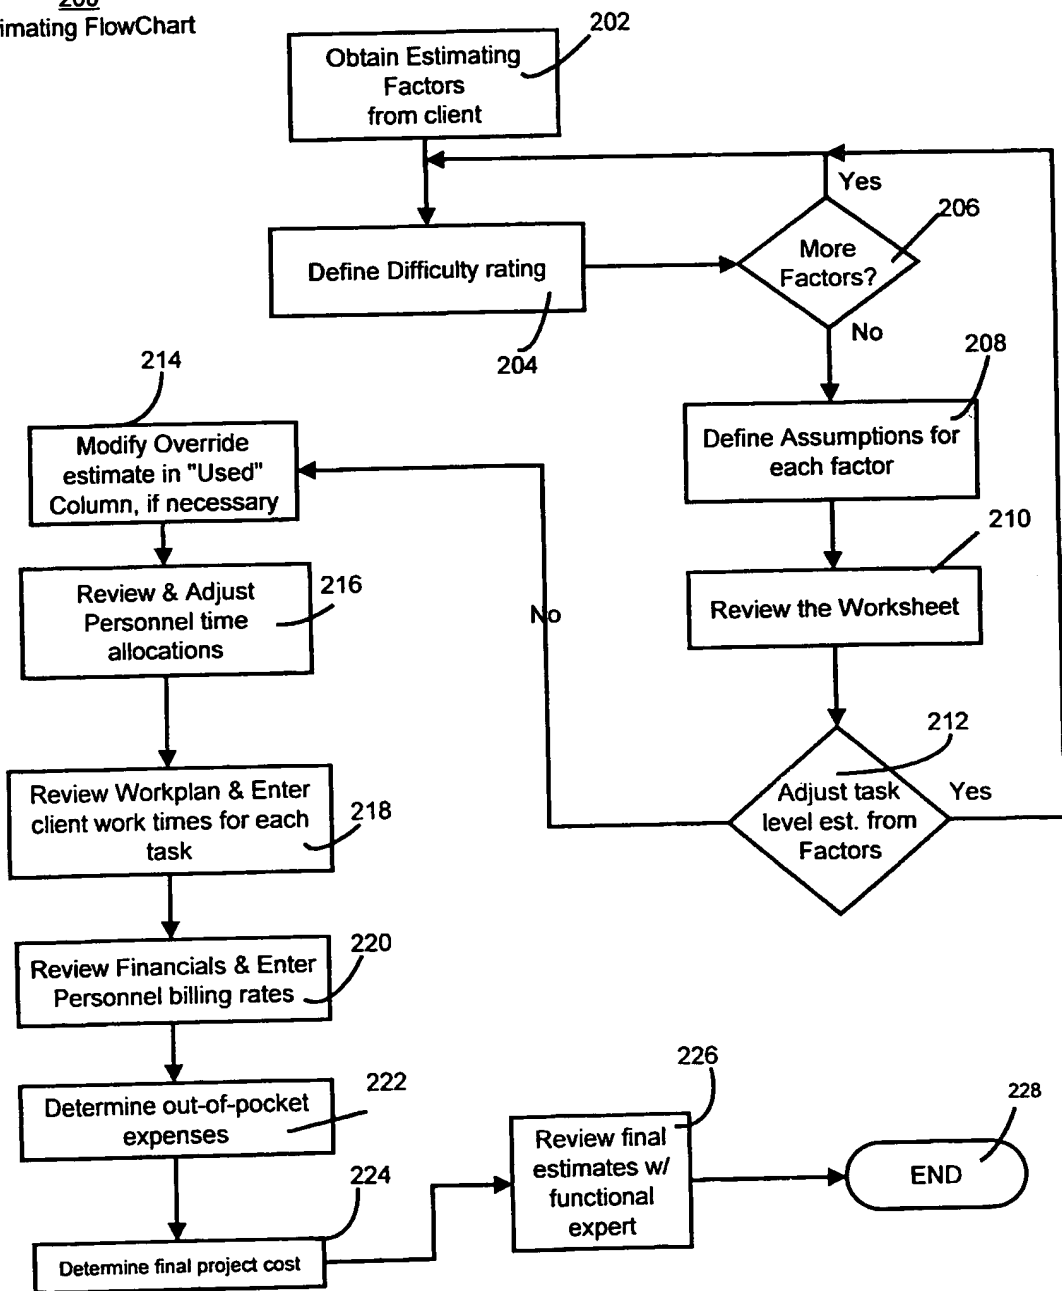 200
imating FlowChart
Obtain Estimating
Factors
from client
202
Define Difficulty rating
204
Yes
More
Factors?
206
No
Define Assumptions for
each factor
208
Review the Worksheet
210
Adjust task
level est. from
Factors
212
Yes
No
214
Modify Override
estimate in "Used"
Column, if necessary
Review & Adjust
Personnel time
allocations
216
Review Workplan & Enter
client work times for each
task
218
Review Financials & Enter
Personnel billing rates
220
Determine out-of-pocket
expenses
222
Determine final project cost
224
Review final
estimates w/
functional
expert
226
END
228